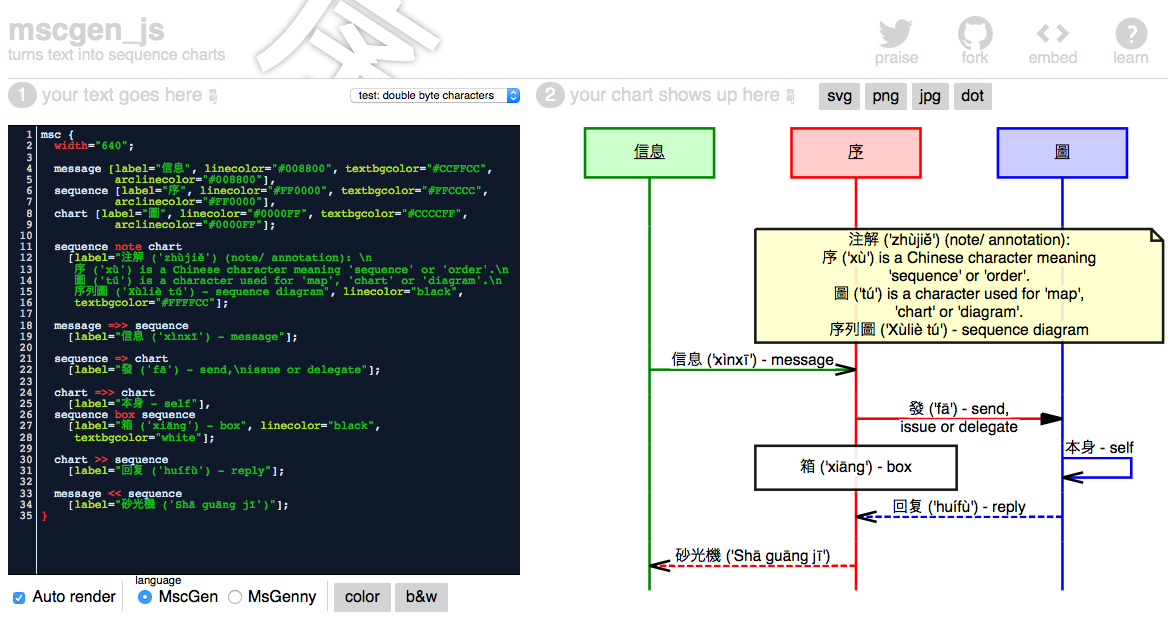 mscgen_js
turns text into sequence charts
序
praise
fork
embed
? learn
1 your text goes here
test: double byte characters
2 your chart shows up here
svg png jpg dot
1 msc {
2   width="640";
3
4   message [label="信息", linecolor="#008800", textbgcolor="#CCFFCC",
5            arclinecolor="#008800"],
6   sequence [label="序", linecolor="#FF0000", textbgcolor="#FFCCCC",
7            arclinecolor="#FF0000"],
8   chart [label="圖", linecolor="#0000FF", textbgcolor="#CCCCFF",
9            arclinecolor="#0000FF"];
10
11   sequence note chart
12     [label="注解 ('zhùjiě') (note/ annotation): \n
13      序 ('xù') is a Chinese character meaning 'sequence' or 'order'.\n
14      圖 ('tú') is a character used for 'map', 'chart' or 'diagram'.\n
15      序列圖 ('Xùliè tú') - sequence diagram", linecolor="black",
16      textbgcolor="#FFFFCC"];
17
18   message =>> sequence
19     [label="信息 ('xìnxī') - message"];
20
21   sequence => chart
22     [label="發 ('fā') - send,\nissue or delegate"];
23
24   chart =>> chart
25     [label="本身 - self"],
26   sequence box sequence
27     [label="箱 ('xiāng') - box", linecolor="black",
28      textbgcolor="white"];
29
30   chart >> sequence
31     [label="回复 ('huífù') - reply"];
32
33   message << sequence
34     [label="砂光機 ('Shā guāng jī')"];
35 }
信息
序
圖
注解 ('zhùjiě') (note/ annotation):
序 ('xù') is a Chinese character meaning
'sequence' or 'order'.
圖 ('tú') is a character used for 'map',
'chart' or 'diagram'.
序列圖 ('Xùliè tú') - sequence diagram
信息 ('xìnxī') - message
發 ('fā') - send,
issue or delegate
本身 - self
箱 ('xiāng') - box
回复 ('huífù') - reply
砂光機 ('Shā guāng jī')
language
Auto render
MscGen
MsGenny
color
b&w